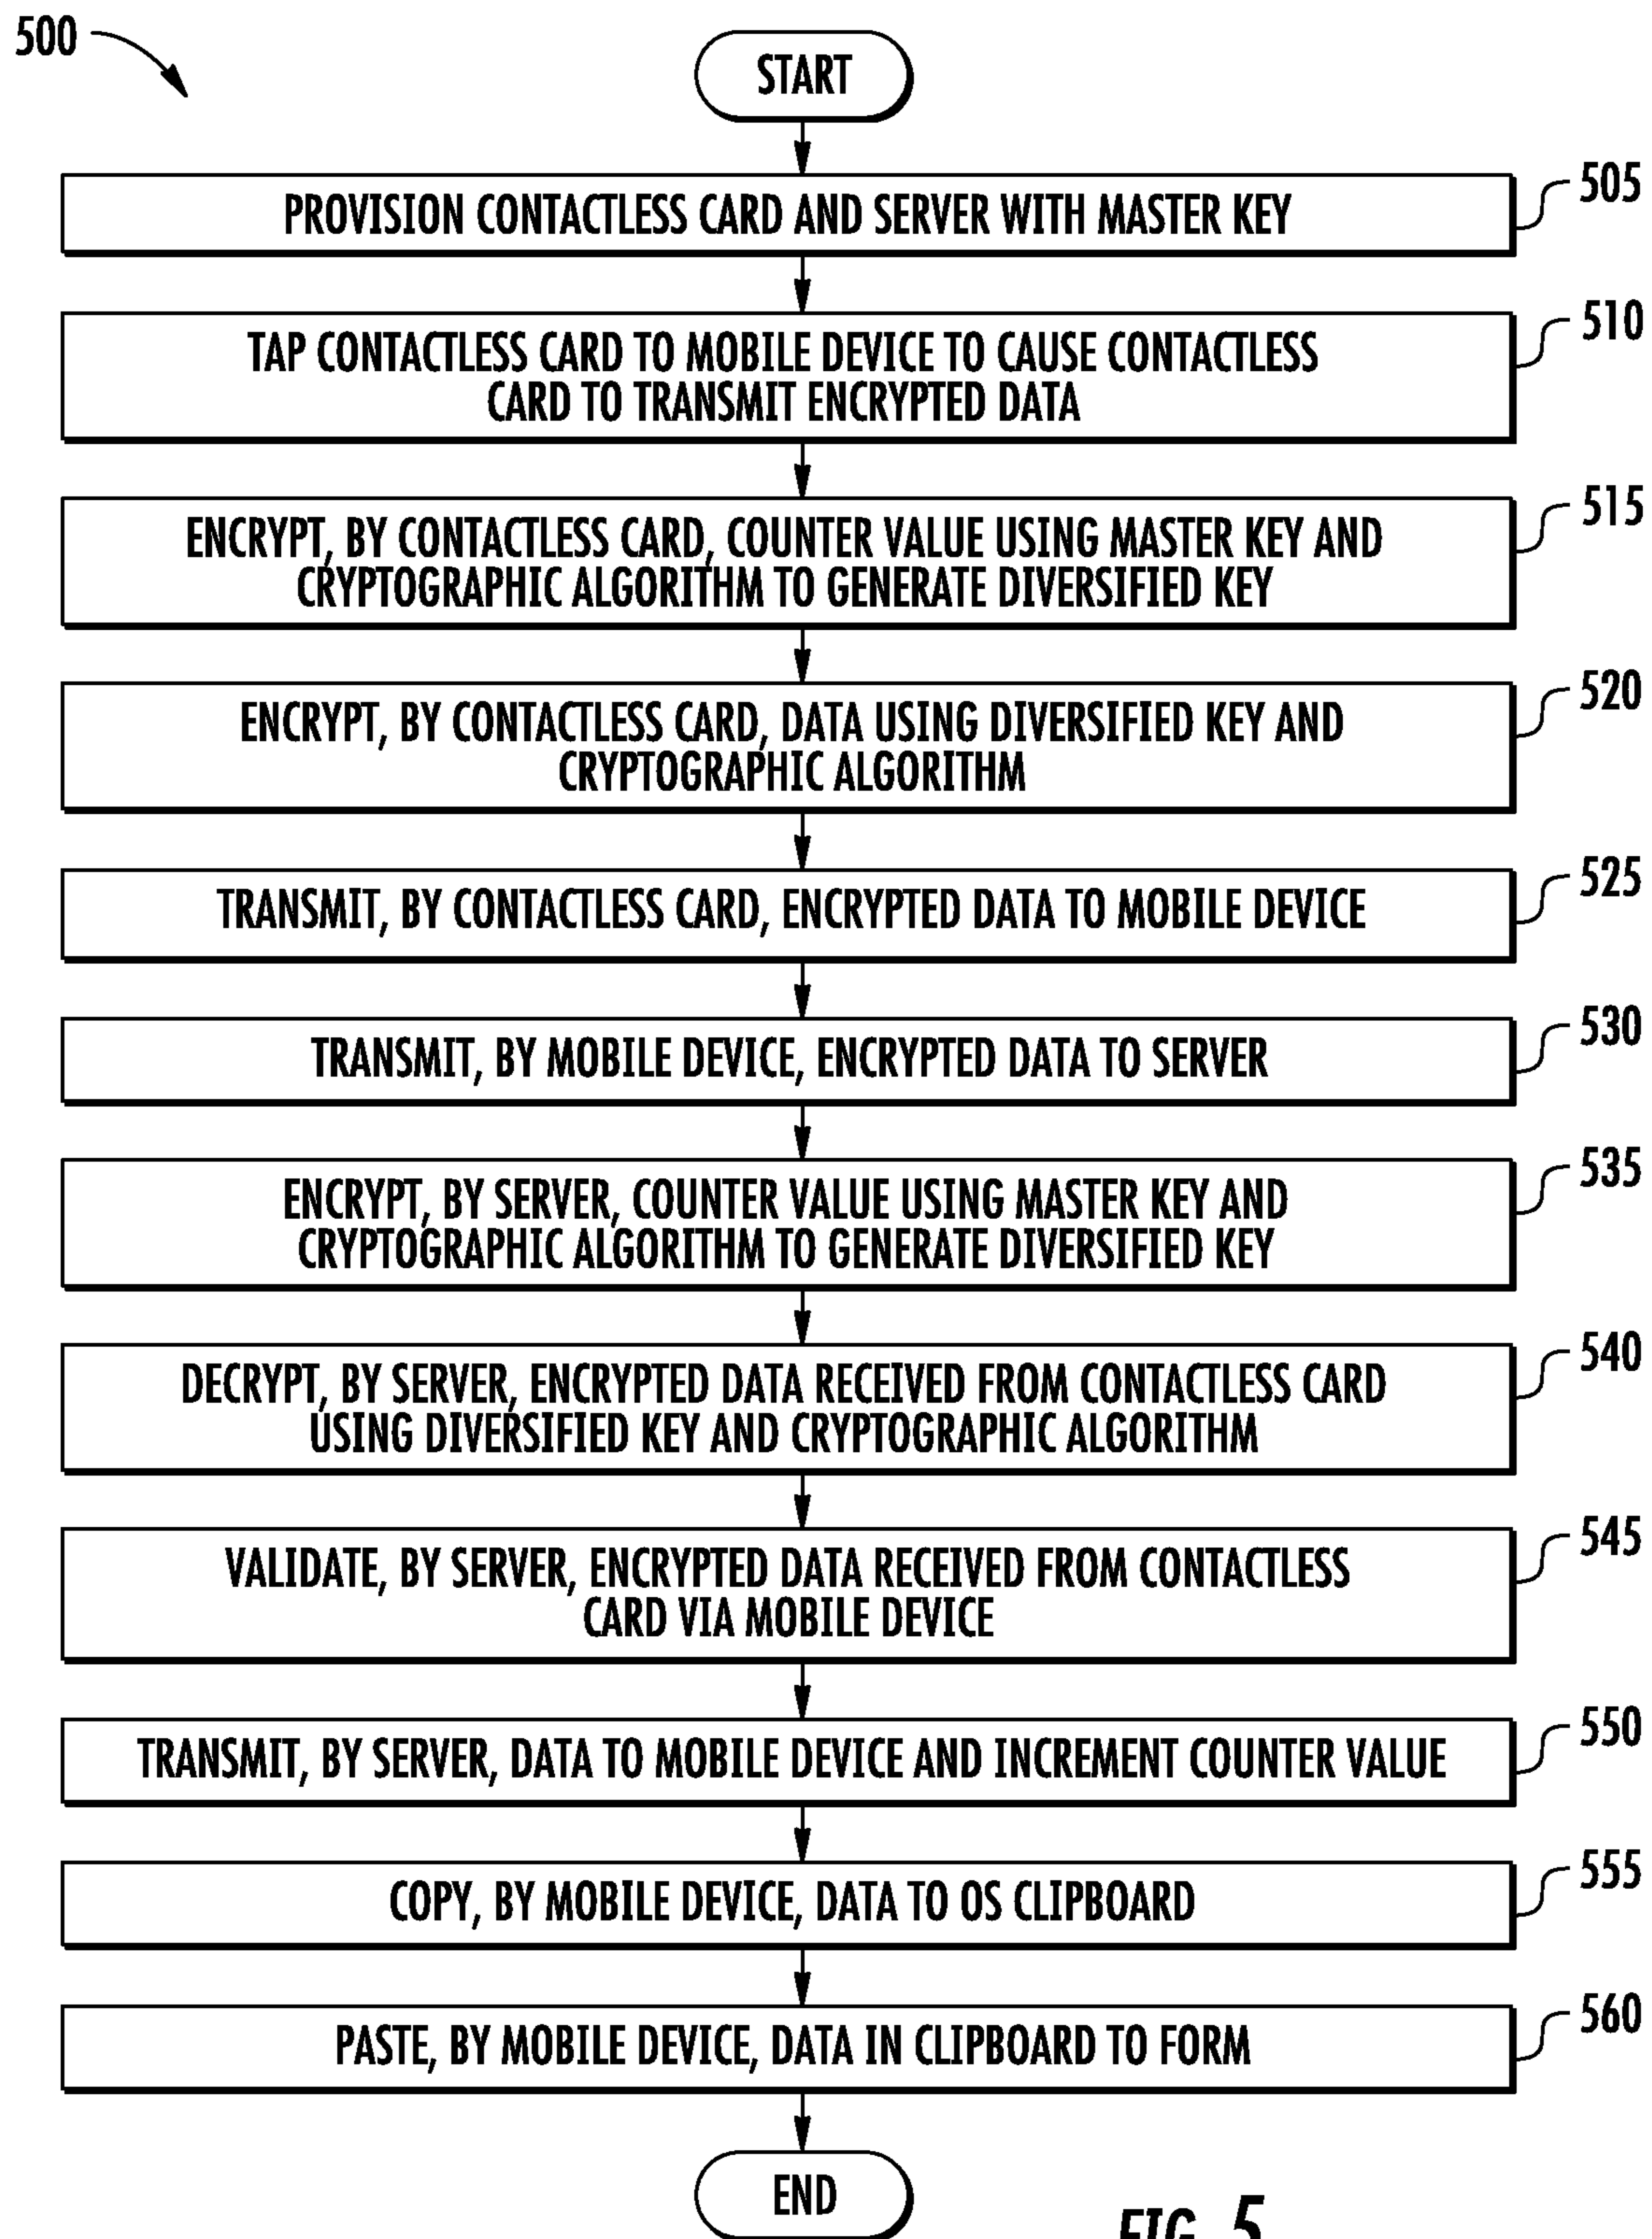 500
START
PROVISION CONTACTLESS CARD AND SERVER WITH MASTER KEY
505
TAP CONTACTLESS CARD TO MOBILE DEVICE TO CAUSE CONTACTLESS
CARD TO TRANSMIT ENCRYPTED DATA
510
ENCRYPT, BY CONTACTLESS CARD, COUNTER VALUE USING MASTER KEY AND
CRYPTOGRAPHIC ALGORITHM TO GENERATE DIVERSIFIED KEY
515
ENCRYPT, BY CONTACTLESS CARD, DATA USING DIVERSIFIED KEY AND
CRYPTOGRAPHIC ALGORITHM
520
TRANSMIT, BY CONTACTLESS CARD, ENCRYPTED DATA TO MOBILE DEVICE
525
TRANSMIT, BY MOBILE DEVICE, ENCRYPTED DATA TO SERVER
530
ENCRYPT, BY SERVER, COUNTER VALUE USING MASTER KEY AND
CRYPTOGRAPHIC ALGORITHM TO GENERATE DIVERSIFIED KEY
535
DECRYPT, BY SERVER, ENCRYPTED DATA RECEIVED FROM CONTACTLESS CARD
USING DIVERSIFIED KEY AND CRYPTOGRAPHIC ALGORITHM
540
VALIDATE, BY SERVER, ENCRYPTED DATA RECEIVED FROM CONTACTLESS
CARD VIA MOBILE DEVICE
545
TRANSMIT, BY SERVER, DATA TO MOBILE DEVICE AND INCREMENT COUNTER VALUE
550
COPY, BY MOBILE DEVICE, DATA TO OS CLIPBOARD
555
PASTE, BY MOBILE DEVICE, DATA IN CLIPBOARD TO FORM
560
END
FIG. 5